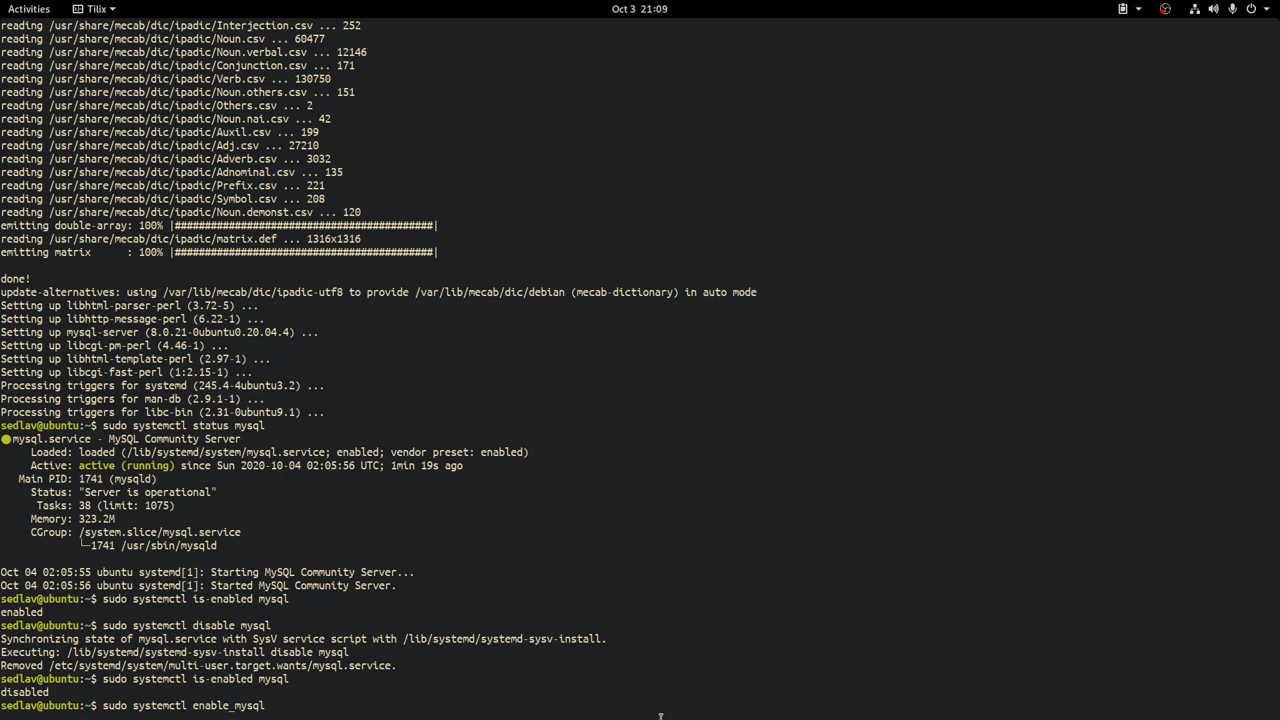 Activities Tilix Oct 3 21:09
reading /usr/share/mecab/dic/ipadic/Interjection.csv ... 252
reading /usr/share/mecab/dic/ipadic/Noun.csv ... 60477
reading /usr/share/mecab/dic/ipadic/Noun.verbal.csv ... 12146
reading /usr/share/mecab/dic/ipadic/Conjunction.csv ... 171
reading /usr/share/mecab/dic/ipadic/Verb.csv ... 130750
reading /usr/share/mecab/dic/ipadic/Noun.others.csv ... 151
reading /usr/share/mecab/dic/ipadic/Others.csv ... 2
reading /usr/share/mecab/dic/ipadic/Noun.nai.csv ... 42
reading /usr/share/mecab/dic/ipadic/Auxil.csv ... 199
reading /usr/share/mecab/dic/ipadic/Adj.csv ... 27210
reading /usr/share/mecab/dic/ipadic/Adverb.csv ... 3032
reading /usr/share/mecab/dic/ipadic/Adnominal.csv ... 135
reading /usr/share/mecab/dic/ipadic/Prefix.csv ... 221
reading /usr/share/mecab/dic/ipadic/Symbol.csv ... 208
reading /usr/share/mecab/dic/ipadic/Noun.demonst.csv ... 120
emitting double-array: 100% |###########################################|
reading /usr/share/mecab/dic/ipadic/matrix.def ... 1316x1316
emitting matrix      : 100% |###########################################|
done!
update-alternatives: using /var/lib/mecab/dic/ipadic-utf8 to provide /var/lib/mecab/dic/debian (mecab-dictionary) in auto mode
Setting up libhtml-parser-perl (3.72-5) ...
Setting up libhttp-message-perl (6.22-1) ...
Setting up mysql-server (8.0.21-0ubuntu0.20.04.4) ...
Setting up libcgi-pm-perl (4.46-1) ...
Setting up libhtml-template-perl (2.97-1) ...
Setting up libcgi-fast-perl (1:2.15-1) ...
Processing triggers for systemd (245.4-4ubuntu3.2) ...
Processing triggers for man-db (2.9.1-1) ...
Processing triggers for libc-bin (2.31-0ubuntu9.1) ...
sedlav@ubuntu:~$ sudo systemctl status mysql
●mysql.service - MySQL Community Server
Loaded: loaded (/lib/systemd/system/mysql.service; enabled; vendor preset: enabled)
Active: active (running) since Sun 2020-10-04 02:05:56 UTC; 1min 19s ago
Main PID: 1741 (mysqld)
Status: "Server is operational"
Tasks: 38 (limit: 1075)
Memory: 323.2M
CGroup: /system.slice/mysql.service
└─1741 /usr/sbin/mysqld
Oct 04 02:05:55 ubuntu systemd[1]: Starting MySQL Community Server...
Oct 04 02:05:56 ubuntu systemd[1]: Started MySQL Community Server.
sedlav@ubuntu:~$ sudo systemctl is-enabled mysql
enabled
sedlav@ubuntu:~$ sudo systemctl disable mysql
Synchronizing state of mysql.service with SysV service script with /lib/systemd/systemd-sysv-install.
Executing: /lib/systemd/systemd-sysv-install disable mysql
Removed /etc/systemd/system/multi-user.target.wants/mysql.service.
sedlav@ubuntu:~$ sudo systemctl is-enabled mysql
disabled
sedlav@ubuntu:~$ sudo systemctl enable_mysql